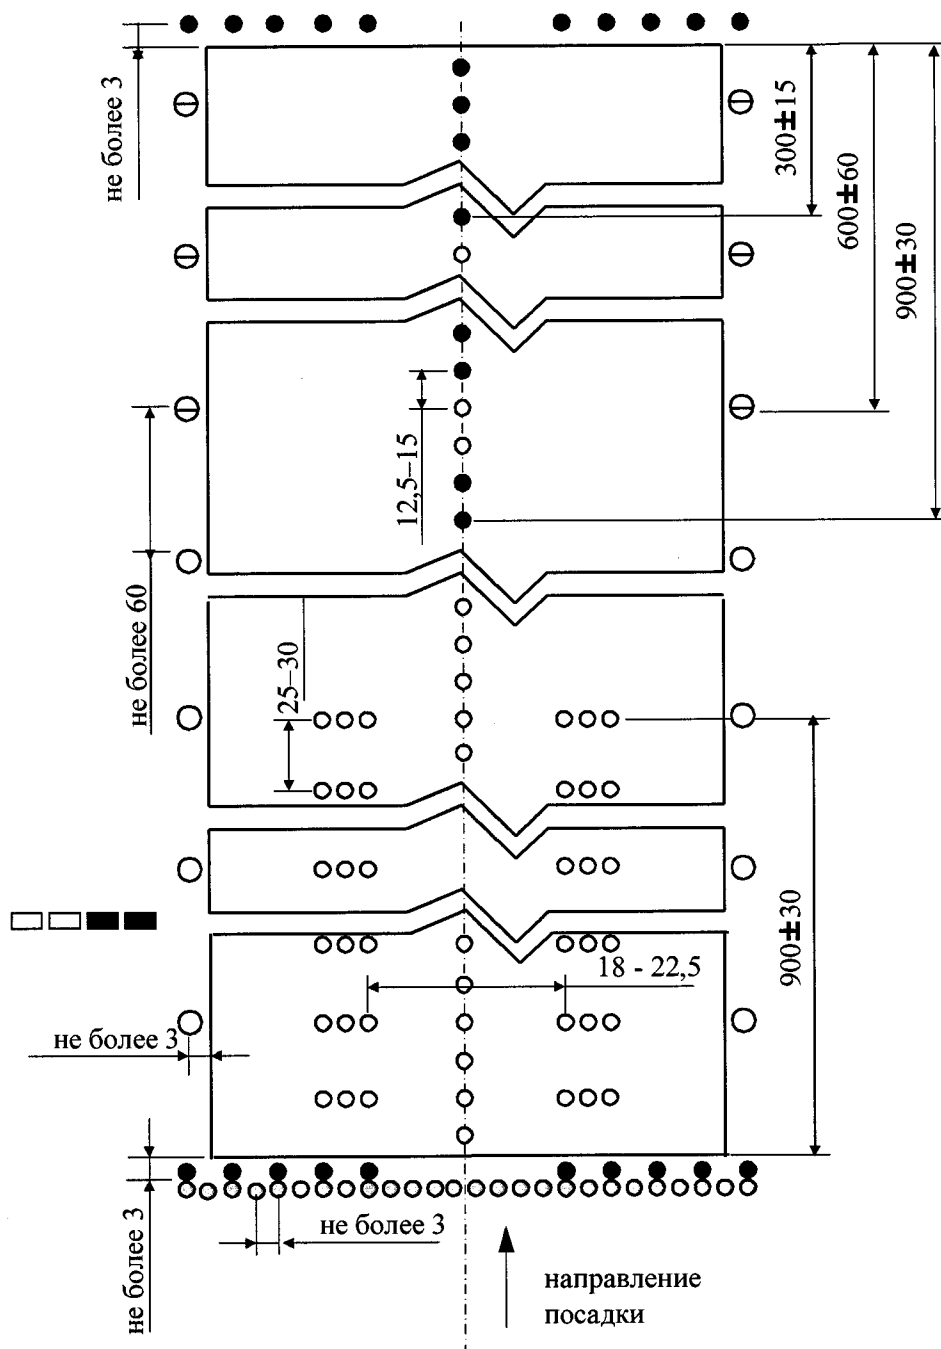 не более 3
300±15
600±60
900±30
12,5–15
не более 60
25–30
900±30
18 - 22,5
не более 3
не более 3
не более 3
направление
посадки